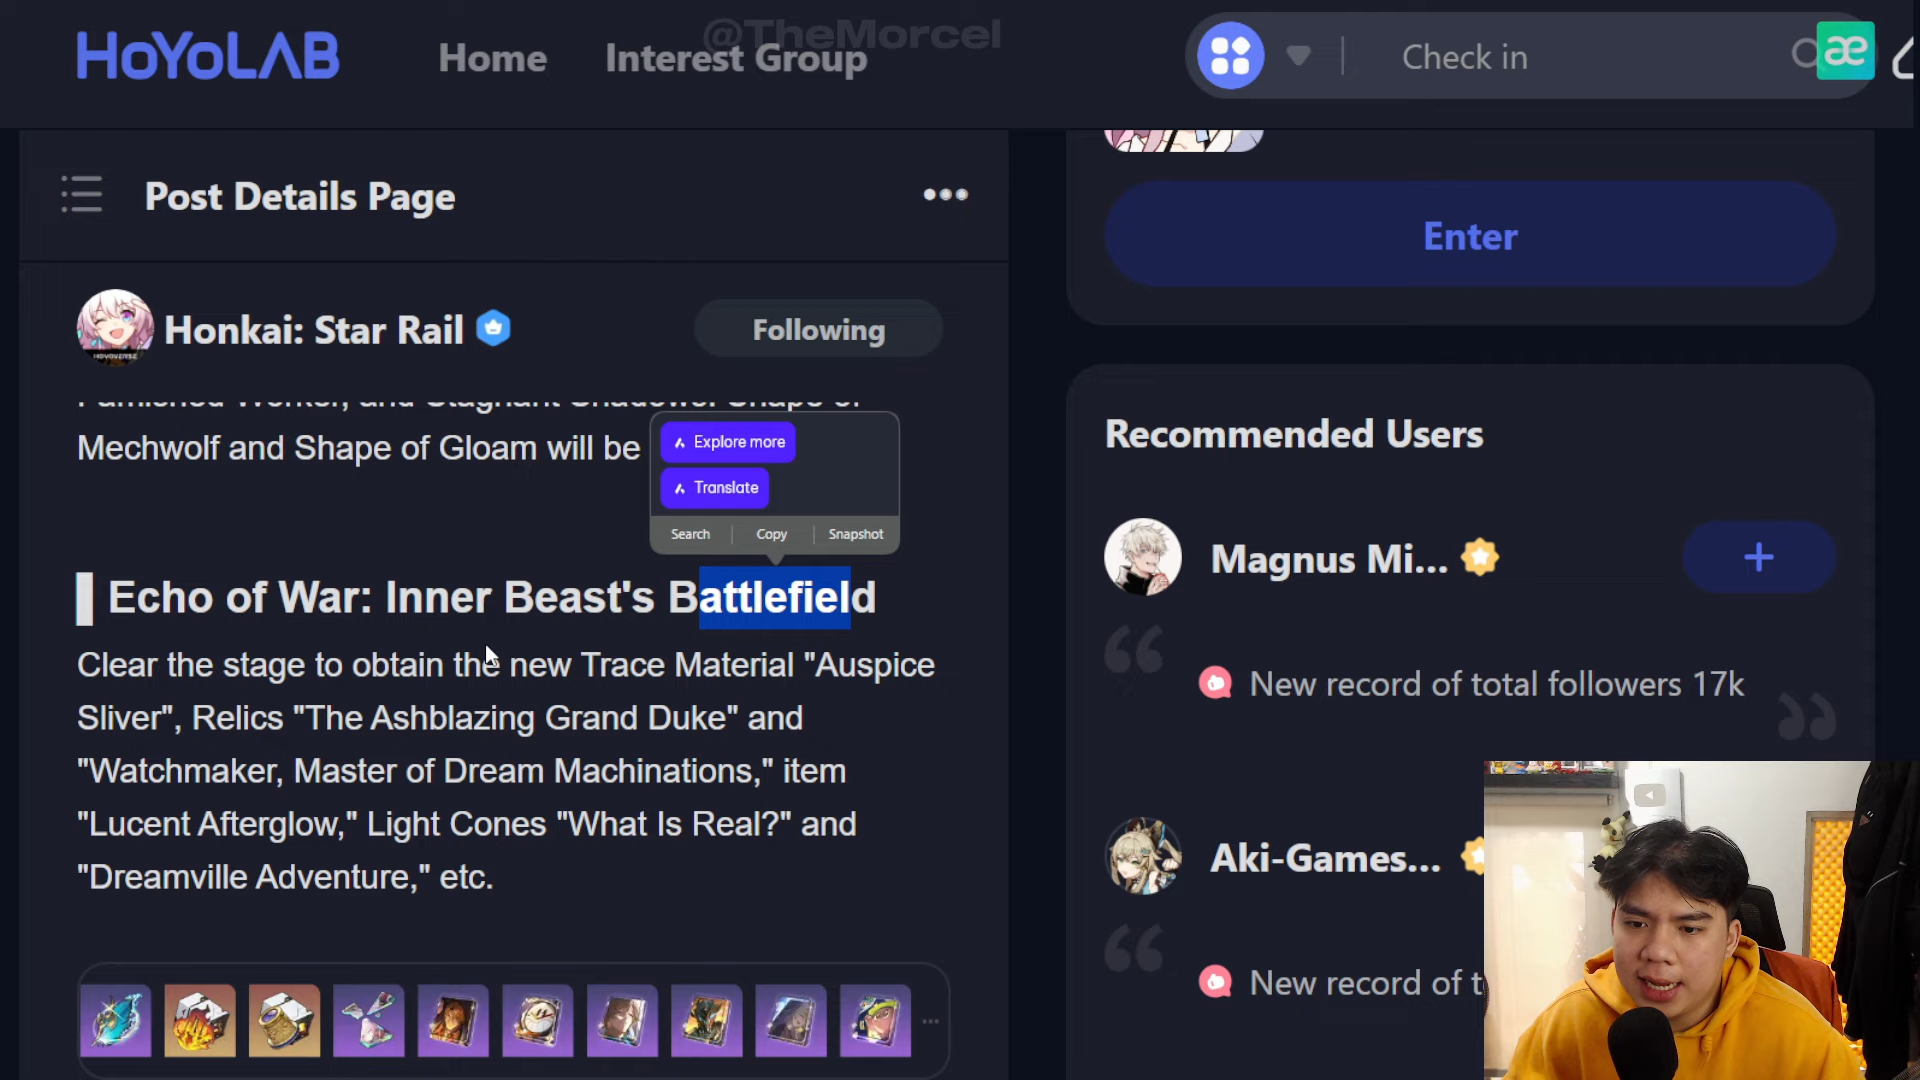 @TheMorcel
HoYoLAB
Home
Interest Group
Check in
æ
Post Details Page
Enter
Honkai: Star Rail
HOYOVERSE
Following
Mechwolf and Shape of Gloam will be
Explore more
Translate
Search
Copy
Snapshot
Echo of War: Inner Beast's Battlefield
Clear the stage to obtain the new Trace Material "Auspice
Sliver", Relics "The Ashblazing Grand Duke" and
"Watchmaker, Master of Dream Machinations," item
"Lucent Afterglow," Light Cones "What Is Real?" and
"Dreamville Adventure," etc.
Recommended Users
Magnus Mi...
New record of total followers 17k
Aki-Games...
New record of t